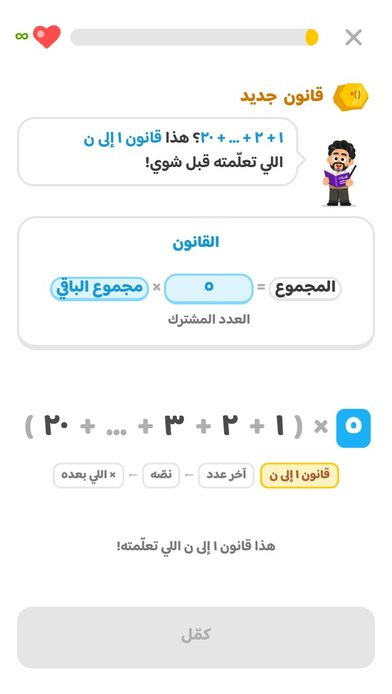 ∞
قانون جديد
١ + ٢ + ... + ٢٠؟ هذا قانون ١ إلى ن
اللي تعلّمته قبل شوي!
القانون
المجموع = ٥ × مجموع الباقي
العدد المشترك
٥ × ( ١ + ٢ + ٣ + ... + ٢٠ )
قانون ١ إلى ن آخر عدد ← نصّه ← × اللي بعده
هذا قانون ١ إلى ن اللي تعلّمته!
كمّل